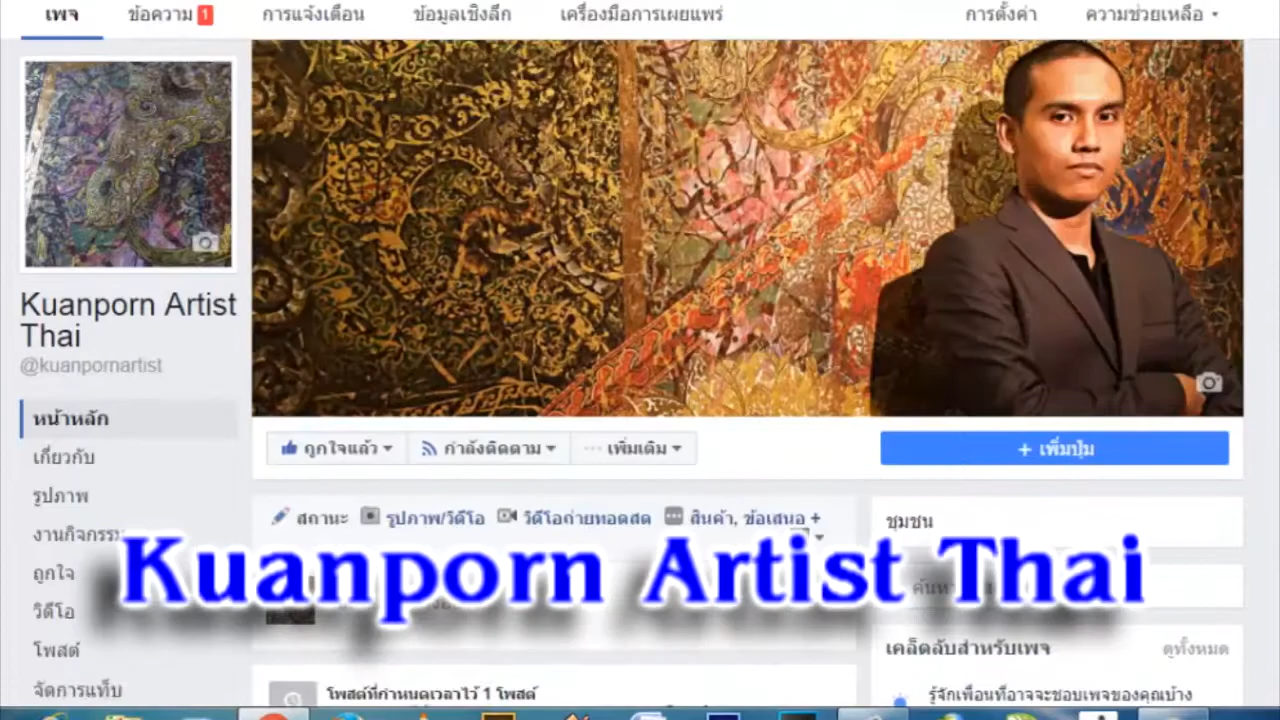 เพจ
ข้อความ 1
การแจ้งเตือน
ข้อมูลเชิงลึก
เครื่องมือการเผยแพร่
การตั้งค่า
ความช่วยเหลือ
Kuanporn Artist
Thai
@kuanpornartist
หน้าหลัก
เกี่ยวกับ
รูปภาพ
งานกิจกรรม
ถูกใจ
วิดีโอ
โพสต์
จัดการแท็บ
ถูกใจแล้ว
กำลังติดตาม
เพิ่มเติม
+ เพิ่มปุ่ม
สถานะ
รูปภาพ/วิดีโอ
วิดีโอถ่ายทอดสด
สินค้า, ข้อเสนอ +
ชุมชน
Kuanporn Artist Thai
เคล็ดลับสำหรับเพจ
ดูทั้งหมด
โพสต์ที่กำหนดเวลาไว้ 1 โพสต์
รู้จักเพื่อนที่อาจจะชอบเพจของคุณบ้าง